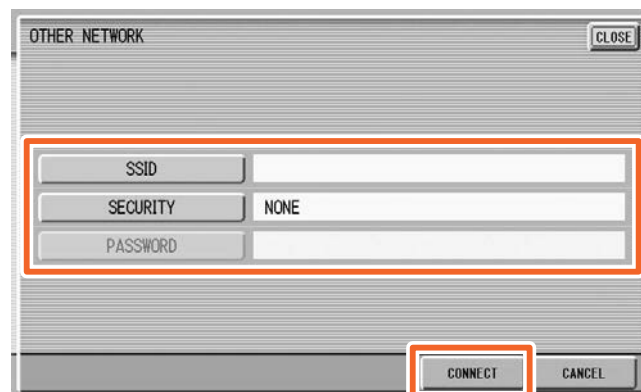 OTHER NETWORK CLOSE
SSID
SECURITY NONE
PASSWORD
CONNECT CANCEL